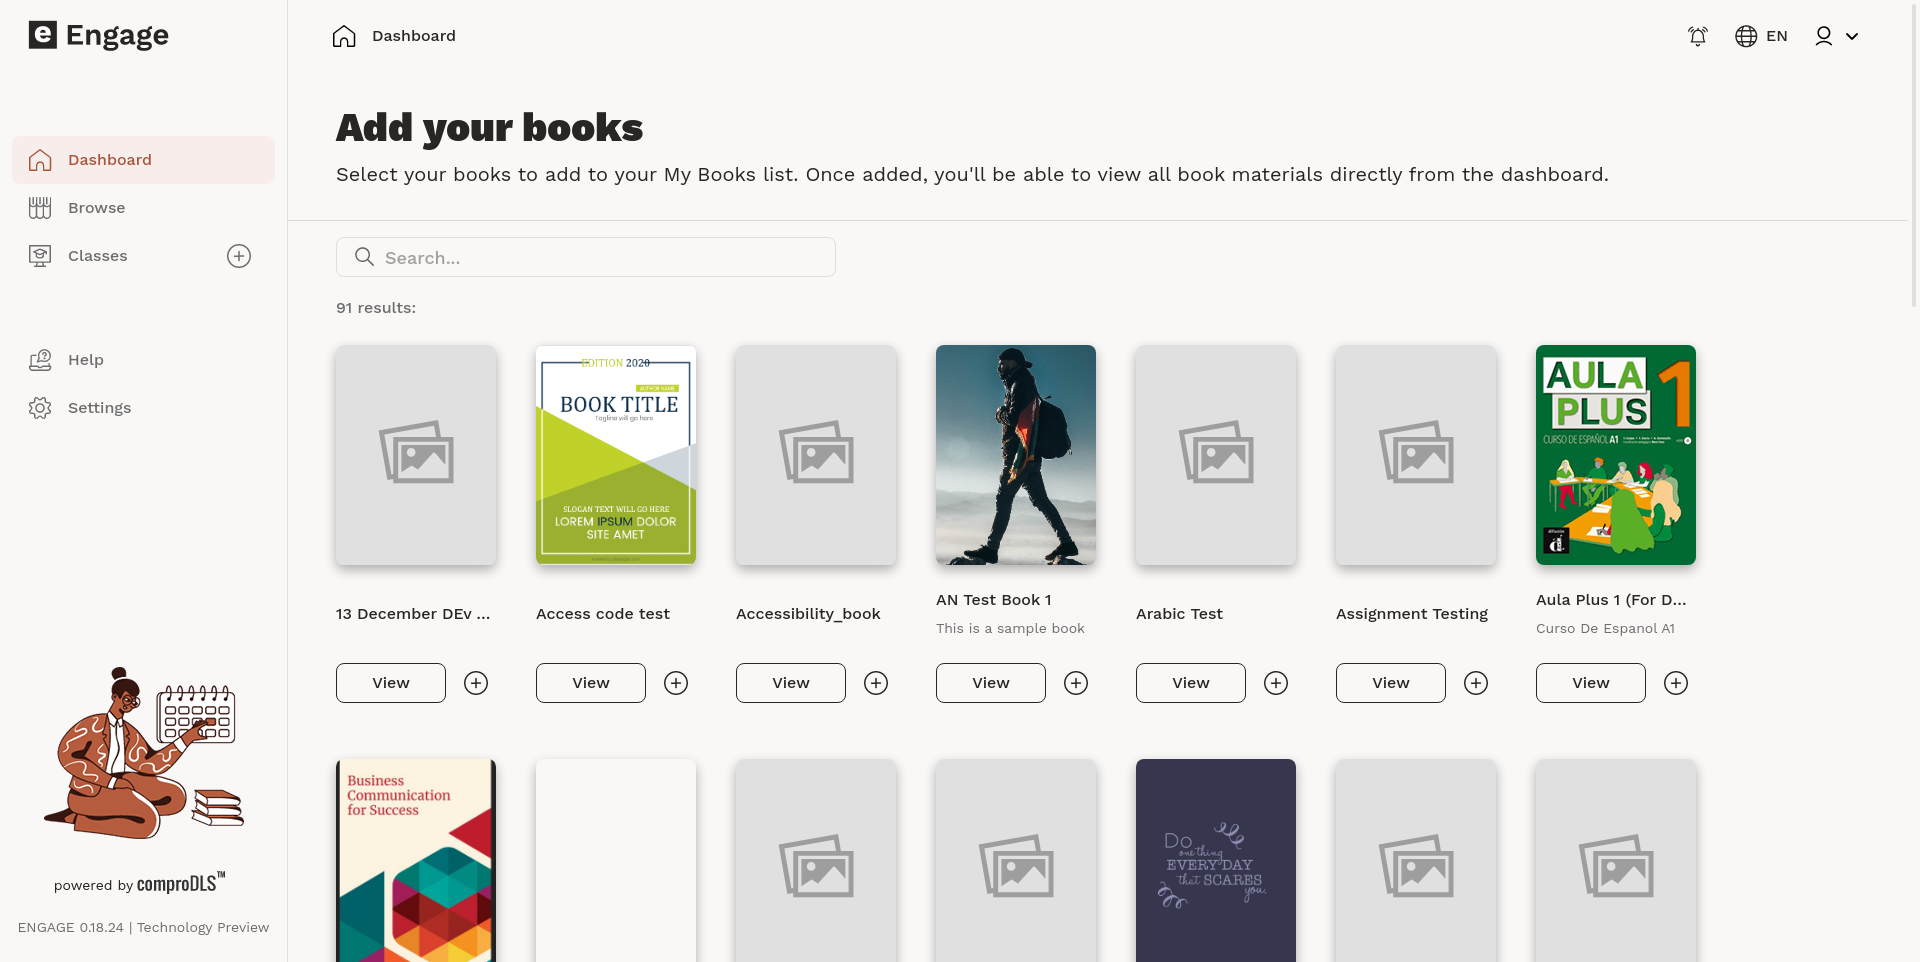 e Engage
Dashboard
EN
Dashboard
Browse
Classes
Help
Settings
powered by comproDLS™
ENGAGE 0.18.24 | Technology Preview
Add your books
Select your books to add to your My Books list. Once added, you'll be able to view all book materials directly from the dashboard.
Search...
91 results:
EDITION 2020
AUTHOR NAME
BOOK TITLE
Tagline will go here
SLOGAN TEXT WILL GO HERE
LOREM IPSUM DOLOR
SITE AMET
AULA
PLUS 1
CURSO DE ESPAÑOL A1
d
13 December DEv ...
Access code test
Accessibility_book
AN Test Book 1
This is a sample book
Arabic Test
Assignment Testing
Aula Plus 1 (For D...
Curso De Espanol A1
View
View
View
View
View
View
View
Business
Communication
for Success
Do
one thing
EVERY DAY
that SCARES
you.